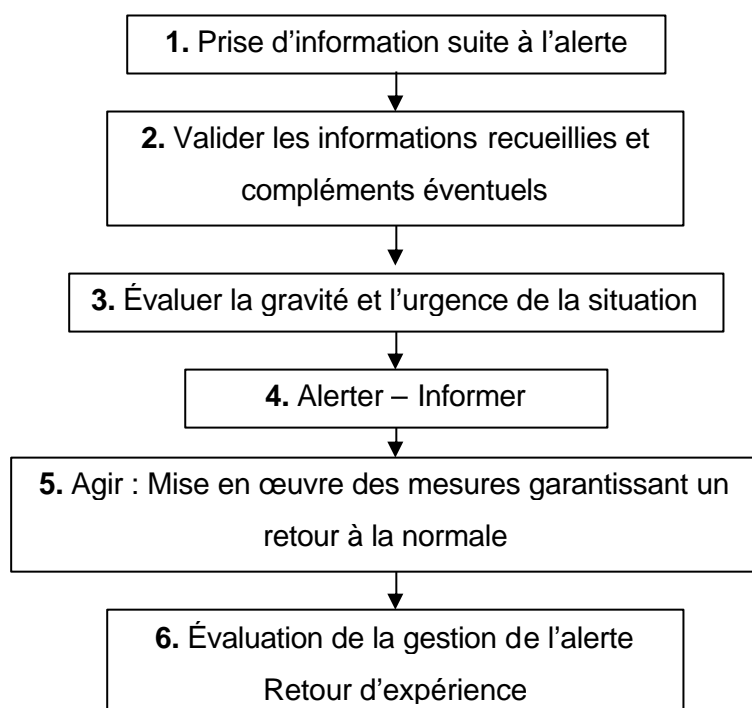 1. Prise d’information suite à l’alerte
2. Valider les informations recueillies et
compléments éventuels
3. Évaluer la gravité et l’urgence de la situation
4. Alerter – Informer
5. Agir : Mise en œuvre des mesures garantissant un
retour à la normale
6. Évaluation de la gestion de l’alerte
Retour d’expérience